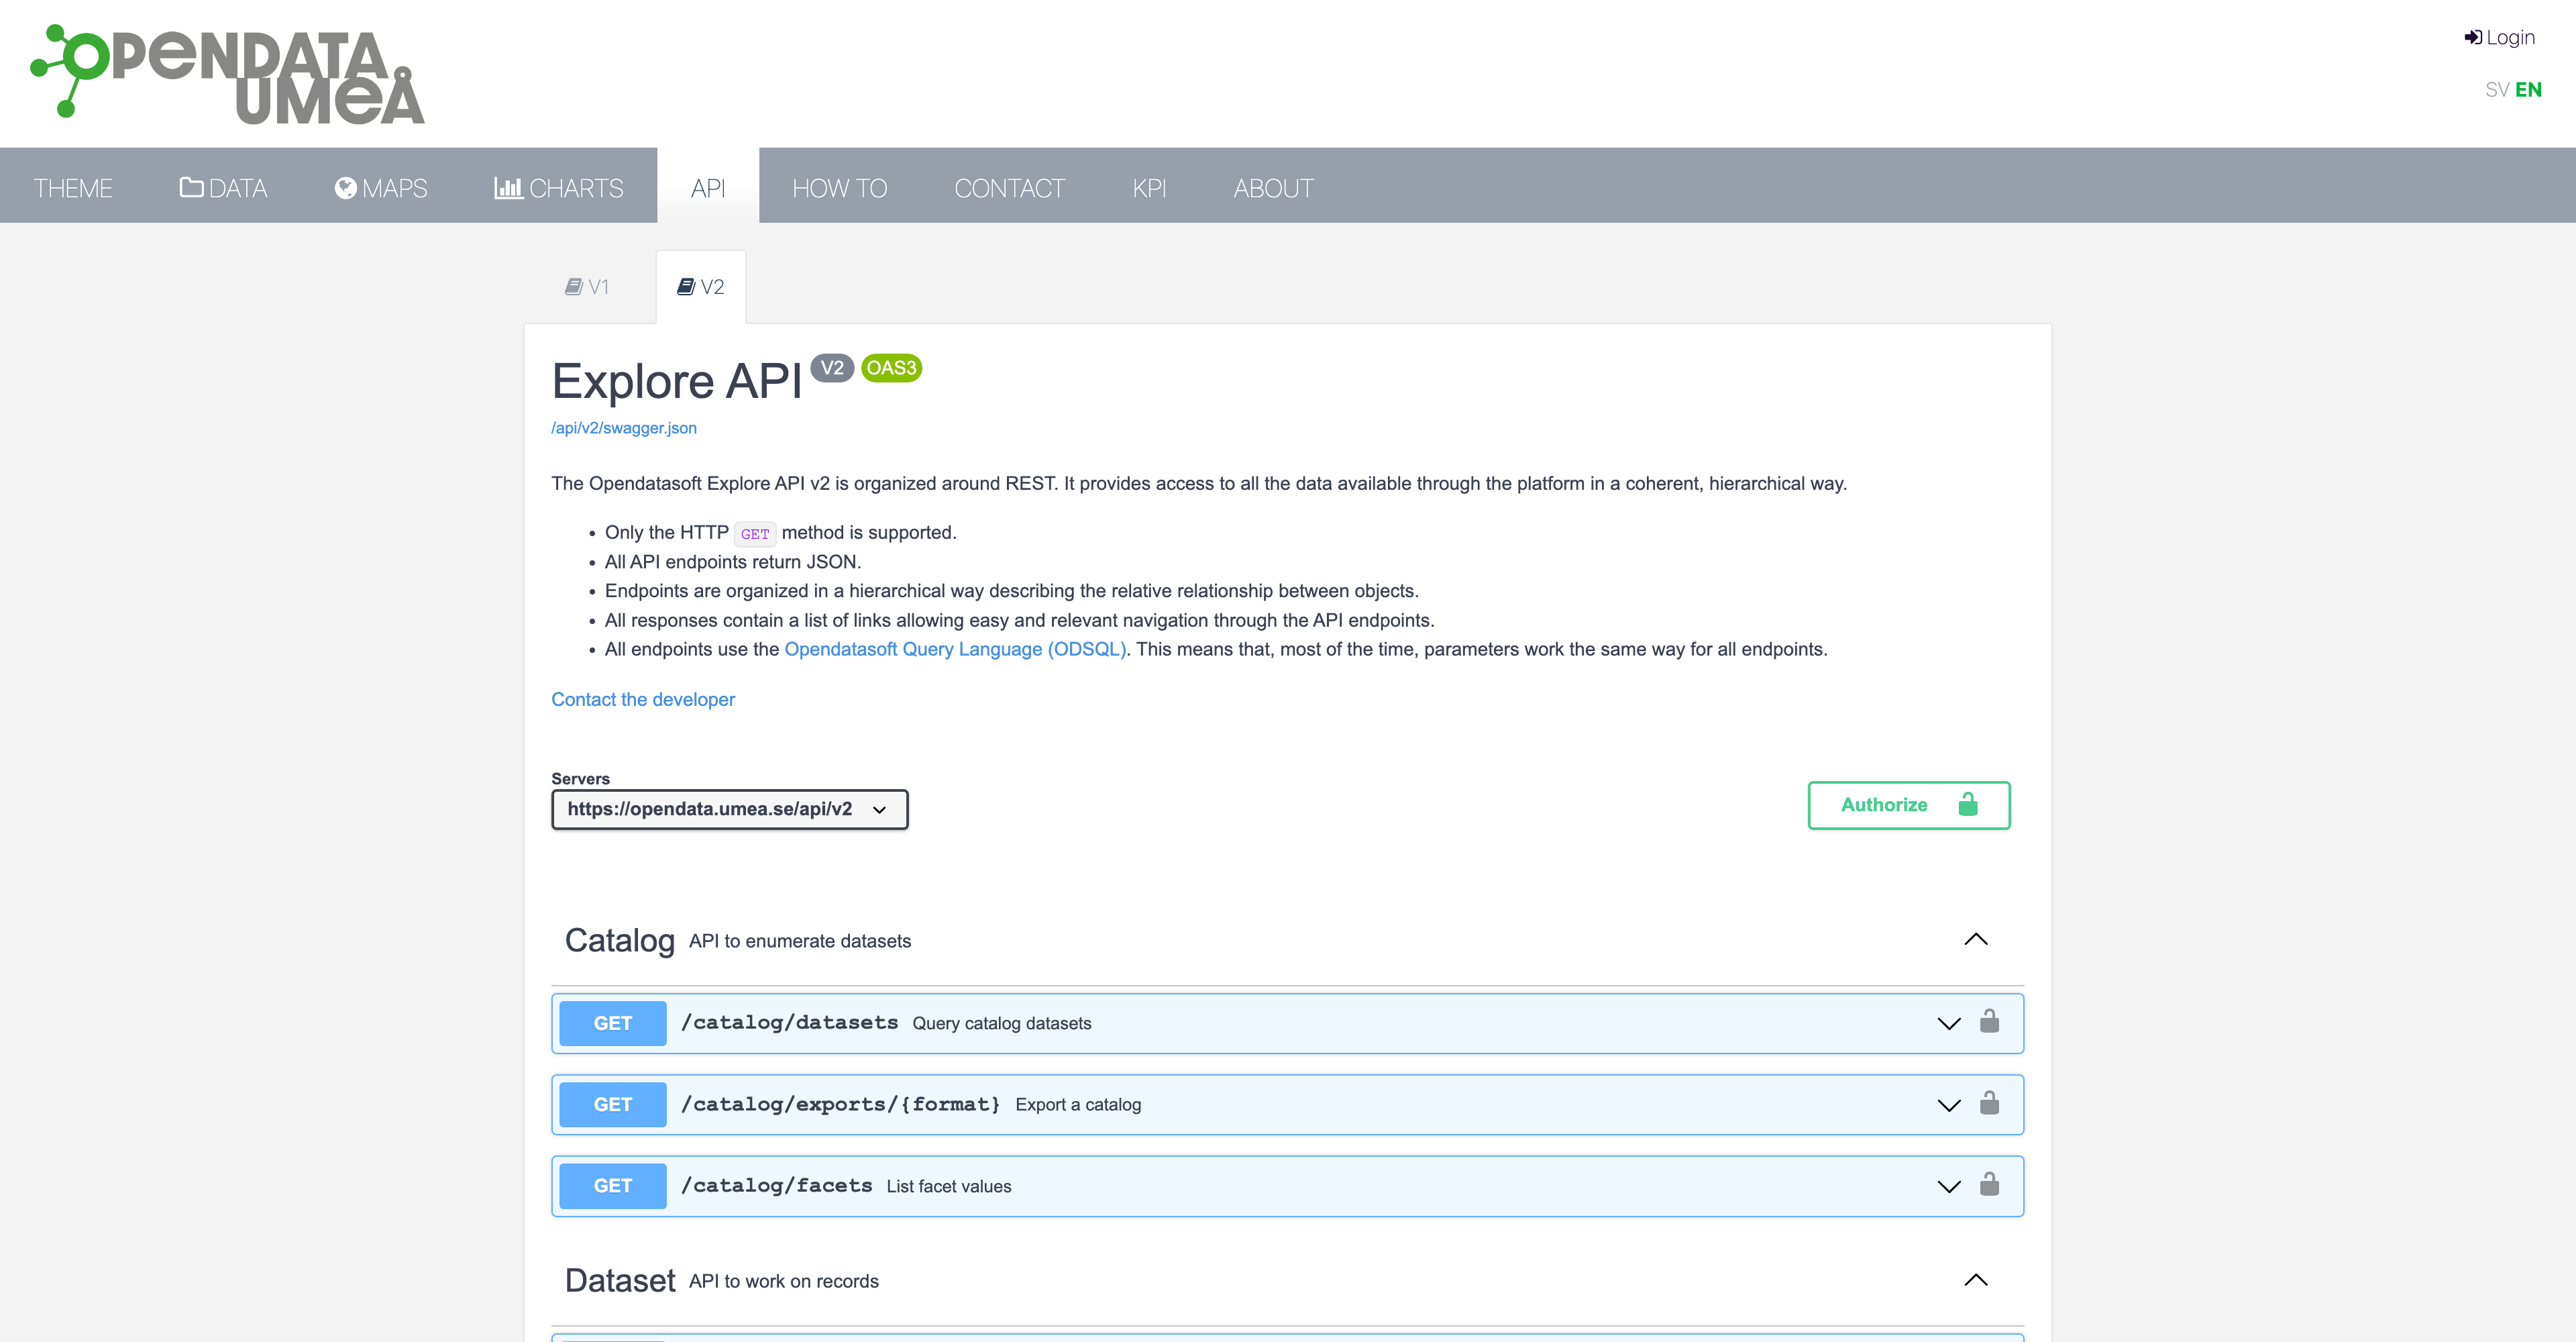 OPENDATA
UMEÅ
Login
SV EN
THEME DATA MAPS CHARTS API HOW TO CONTACT KPI ABOUT
V1 V2
Explore API V2 OAS3
/api/v2/swagger.json
The Opendatasoft Explore API v2 is organized around REST. It provides access to all the data available through the platform in a coherent, hierarchical way.
Only the HTTP GET method is supported.
All API endpoints return JSON.
Endpoints are organized in a hierarchical way describing the relative relationship between objects.
All responses contain a list of links allowing easy and relevant navigation through the API endpoints.
All endpoints use the Opendatasoft Query Language (ODSQL). This means that, most of the time, parameters work the same way for all endpoints.
Contact the developer
Servers
https://opendata.umea.se/api/v2
Authorize
Catalog API to enumerate datasets
GET /catalog/datasets Query catalog datasets
GET /catalog/exports/{format} Export a catalog
GET /catalog/facets List facet values
Dataset API to work on records